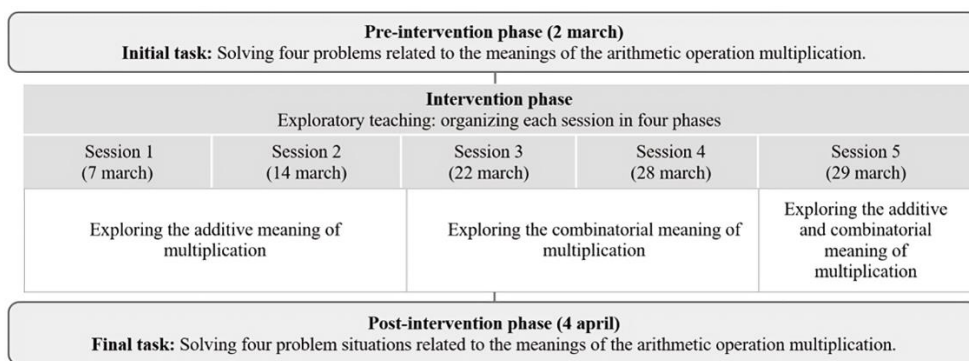 Pre-intervention phase (2 march)
Initial task: Solving four problems related to the meanings of the arithmetic operation multiplication.
Intervention phase
Exploratory teaching: organizing each session in four phases
Session 1
(7 march)
Session 2
(14 march)
Session 3
(22 march)
Session 4
(28 march)
Session 5
(29 march)
Exploring the additive meaning of
multiplication
Exploring the combinatorial meaning of
multiplication
Exploring the additive
and combinatorial
meaning of
multiplication
Post-intervention phase (4 april)
Final task: Solving four problem situations related to the meanings of the arithmetic operation multiplication.